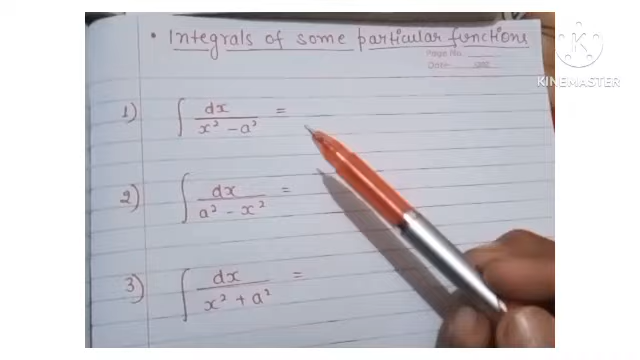 • Integrals of some particular functions
Page No.
Date
KINEMASTER
1) ∫ dx / x² - a² =
2) ∫ dx / a² - x² =
3) ∫ dx / x² + a² =